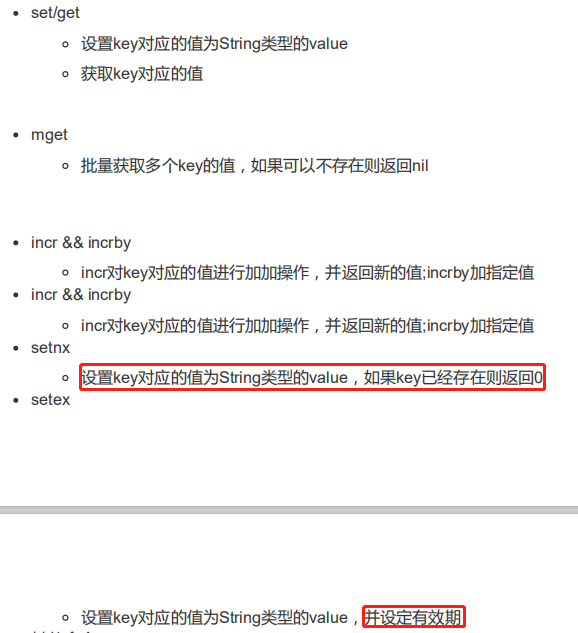 set/get
设置key对应的值为String类型的value
获取key对应的值
mget
批量获取多个key的值，如果可以不存在则返回nil
incr && incrby
incr对key对应的值进行加加操作，并返回新的值;incrby加指定值
incr && incrby
incr对key对应的值进行加加操作，并返回新的值;incrby加指定值
setnx
设置key对应的值为String类型的value，如果key已经存在则返回0
setex
设置key对应的值为String类型的value，并设定有效期